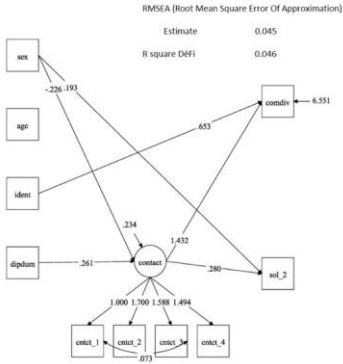 RMSEA (Root Mean Square Error Of Approximation)
Estimate 0.045
R square DéFi 0.046
sex
-.226 .193
comdiv
6.551
age
.653
ident
.234
1.432
dipdum
.261
contact
.280
sol_2
1.000 1.700 1.588 1.494
cntct_1 cntct_2 cntct_3 cntct_4
.073